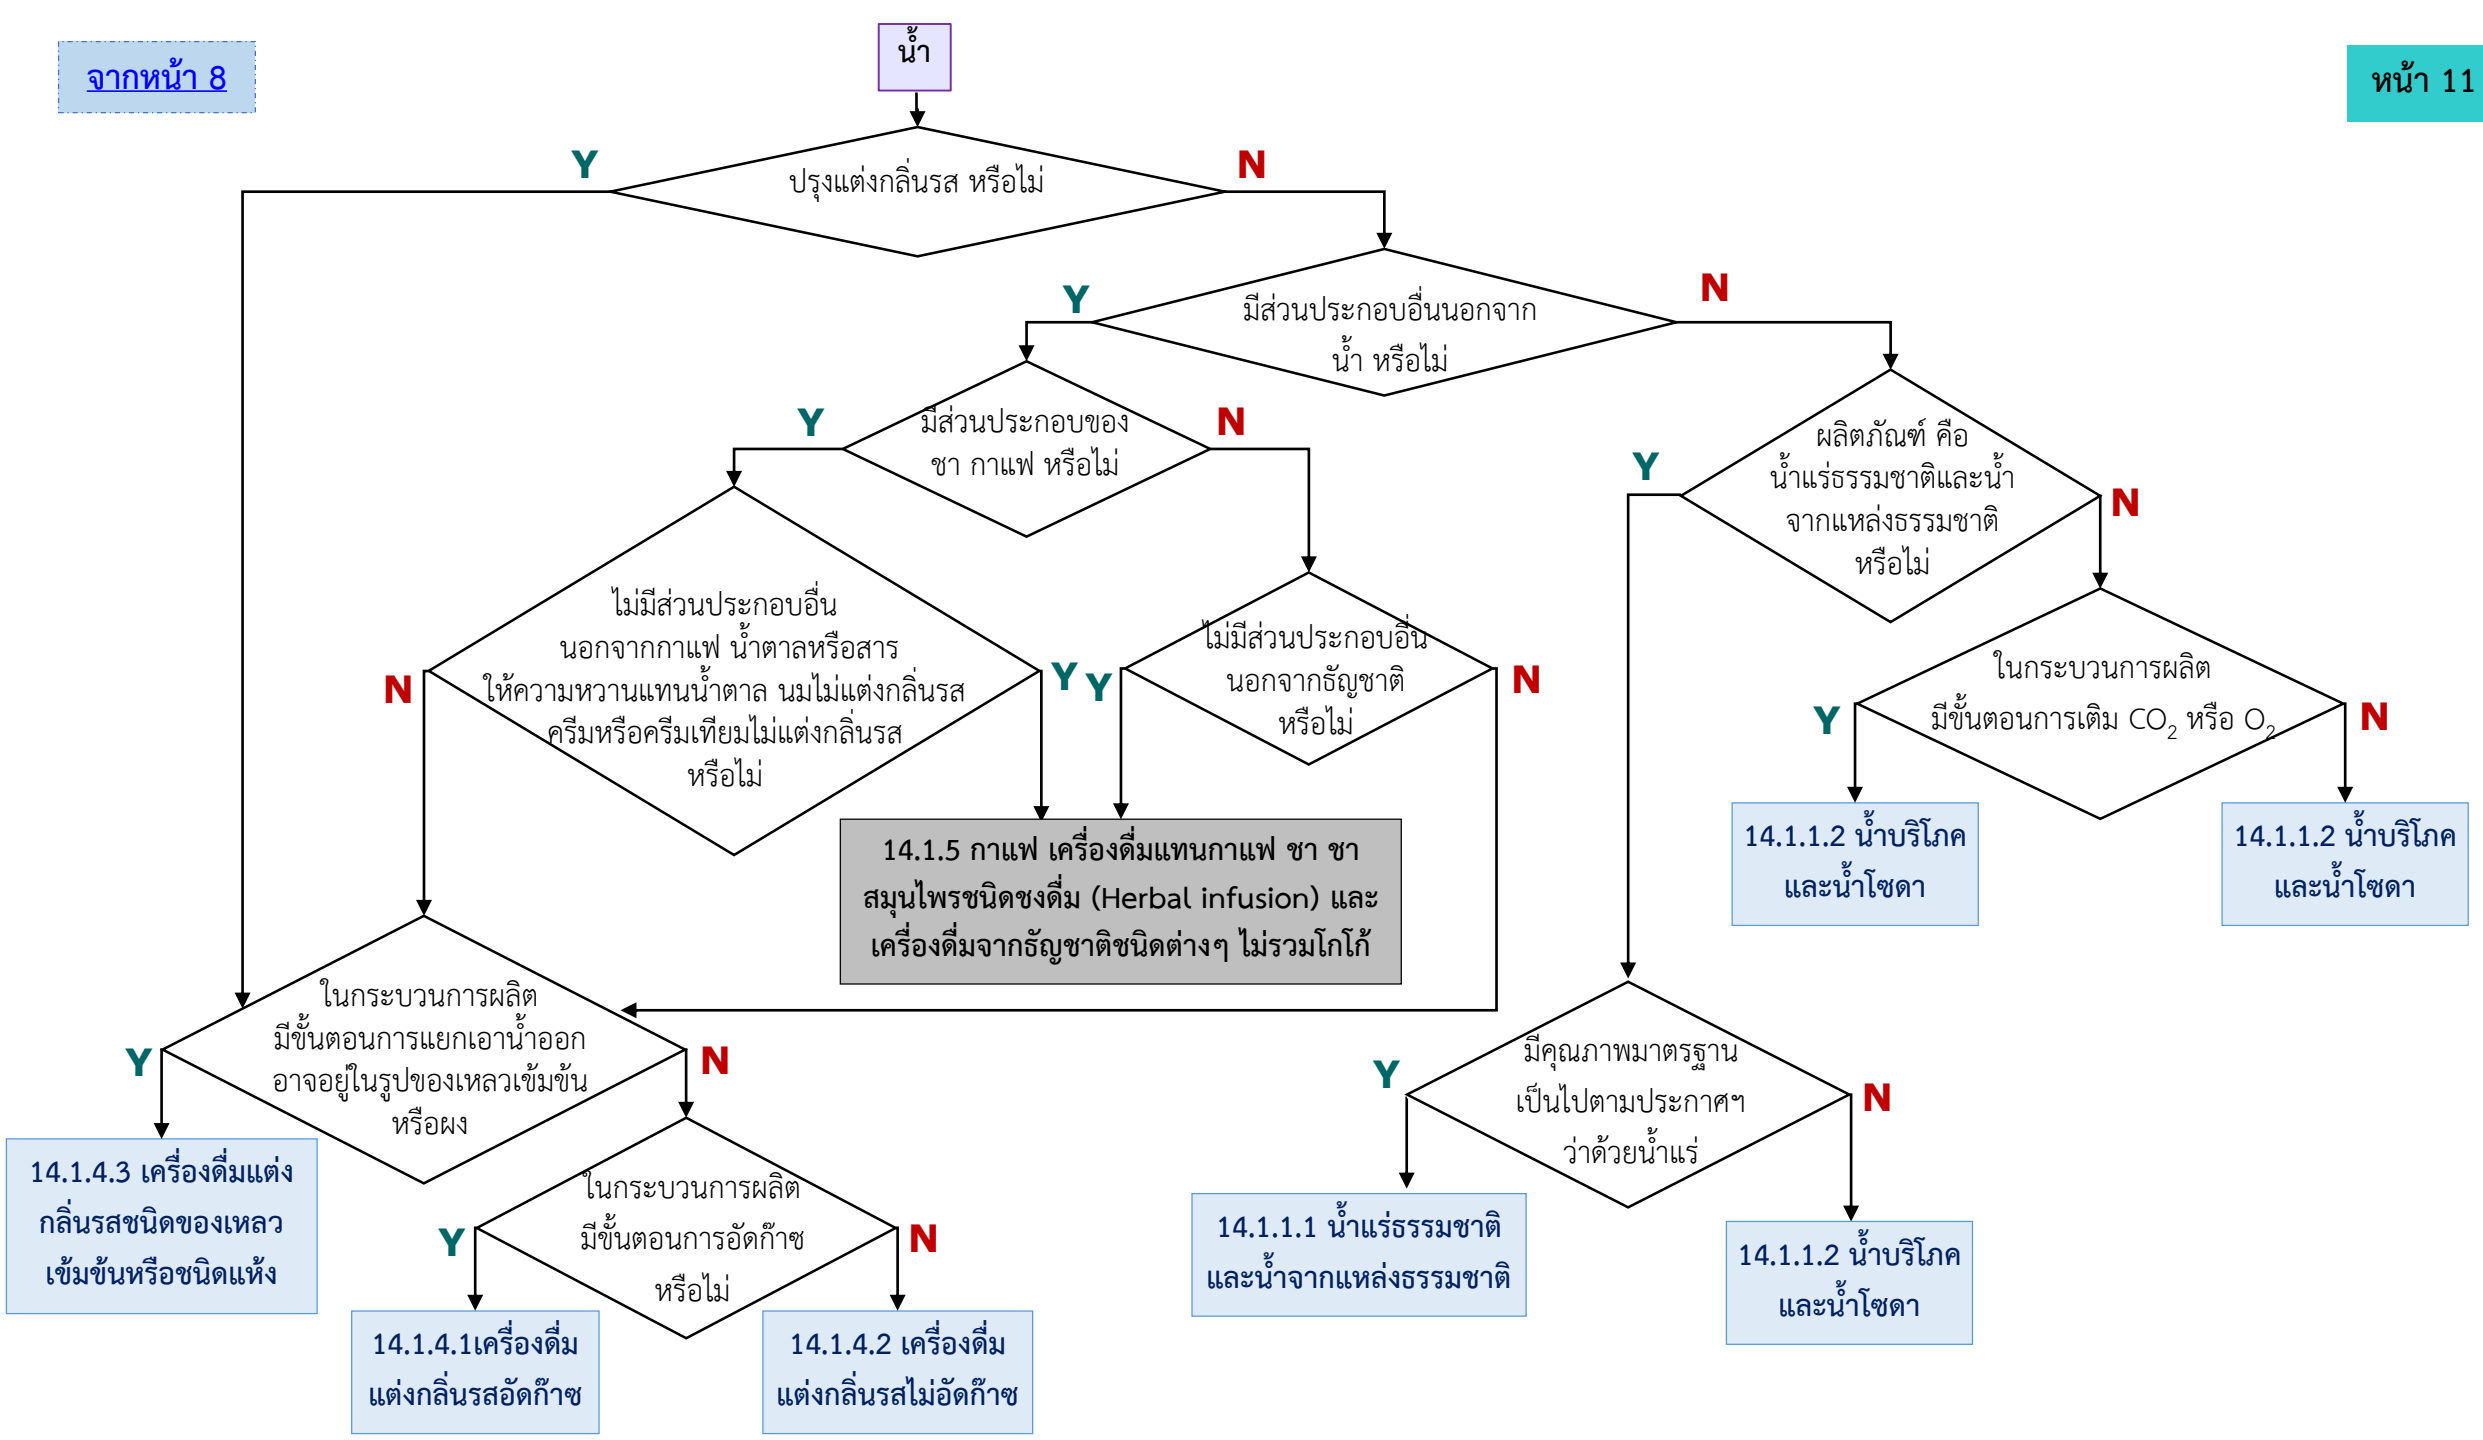 จากหน้า 8
น้ำ
หน้า 11
Y
ปรุงแต่งกลิ่นรส หรือไม่
N
Y
มีส่วนประกอบอื่นนอกจาก
น้ำ หรือไม่
N
Y
มีส่วนประกอบของ
ชา กาแฟ หรือไม่
N
Y
ผลิตภัณฑ์ คือ
น้ำแร่ธรรมชาติและน้ำ
จากแหล่งธรรมชาติ
หรือไม่
N
N
ไม่มีส่วนประกอบอื่น
นอกจากกาแฟ น้ำตาลหรือสาร
ให้ความหวานแทนน้ำตาล นมไม่แต่งกลิ่นรส
ครีมหรือครีมเทียมไม่แต่งกลิ่นรส
หรือไม่
Y
Y
ไม่มีส่วนประกอบอื่น
นอกจากธัญชาติ
หรือไม่
N
Y
ในกระบวนการผลิต
มีขั้นตอนการเติม CO2 หรือ O2
N
14.1.5 กาแฟ เครื่องดื่มแทนกาแฟ ชา ชา
สมุนไพรชนิดชงดื่ม (Herbal infusion) และ
เครื่องดื่มจากธัญชาติชนิดต่างๆ ไม่รวมโกโก้
14.1.1.2 น้ำบริโภค
และน้ำโซดา
14.1.1.2 น้ำบริโภค
และน้ำโซดา
Y
ในกระบวนการผลิต
มีขั้นตอนการแยกเอาน้ำออก
อาจอยู่ในรูปของเหลวเข้มข้น
หรือผง
N
Y
มีคุณภาพมาตรฐาน
เป็นไปตามประกาศฯ
ว่าด้วยน้ำแร่
N
14.1.4.3 เครื่องดื่มแต่ง
กลิ่นรสชนิดของเหลว
เข้มข้นหรือชนิดแห้ง
Y
ในกระบวนการผลิต
มีขั้นตอนการอัดก๊าซ
หรือไม่
N
14.1.1.1 น้ำแร่ธรรมชาติ
และน้ำจากแหล่งธรรมชาติ
14.1.1.2 น้ำบริโภค
และน้ำโซดา
14.1.4.1เครื่องดื่ม
แต่งกลิ่นรสอัดก๊าซ
14.1.4.2 เครื่องดื่ม
แต่งกลิ่นรสไม่อัดก๊าซ